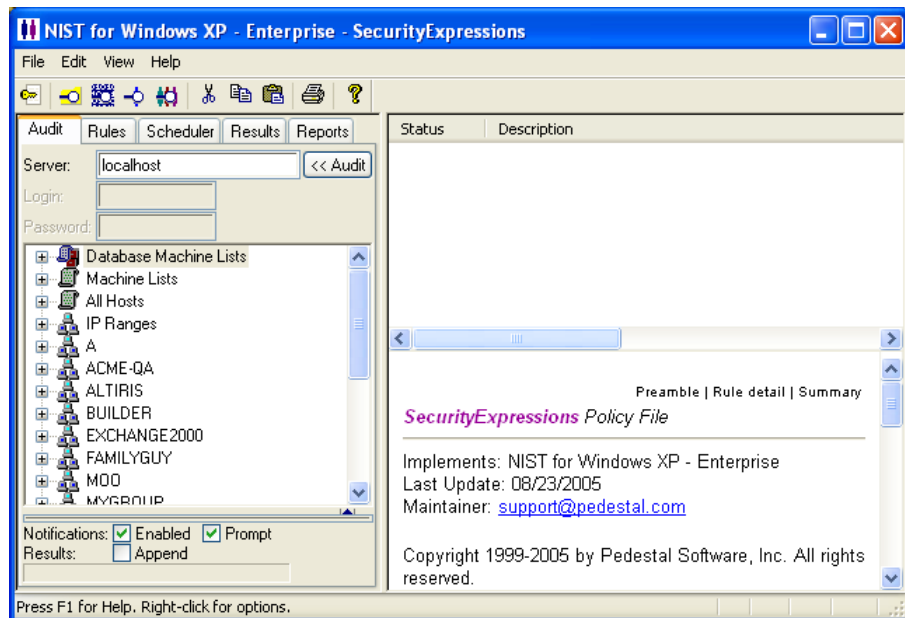 NIST for Windows XP - Enterprise - SecurityExpressions
File Edit View Help
Audit Rules Scheduler Results Reports
Server: localhost << Audit
Login:
Password:
Database Machine Lists
Machine Lists
All Hosts
IP Ranges
A
ACME-QA
ALTIRIS
BUILDER
EXCHANGE2000
FAMILYGUY
MOO
MYGROUP
Notifications: Enabled Prompt
Results: Append
Status Description
Preamble | Rule detail | Summary
SecurityExpressions Policy File
Implements: NIST for Windows XP - Enterprise
Last Update: 08/23/2005
Maintainer: support@pedestal.com
Copyright 1999-2005 by Pedestal Software, Inc. All rights
reserved.
Press F1 for Help. Right-click for options.